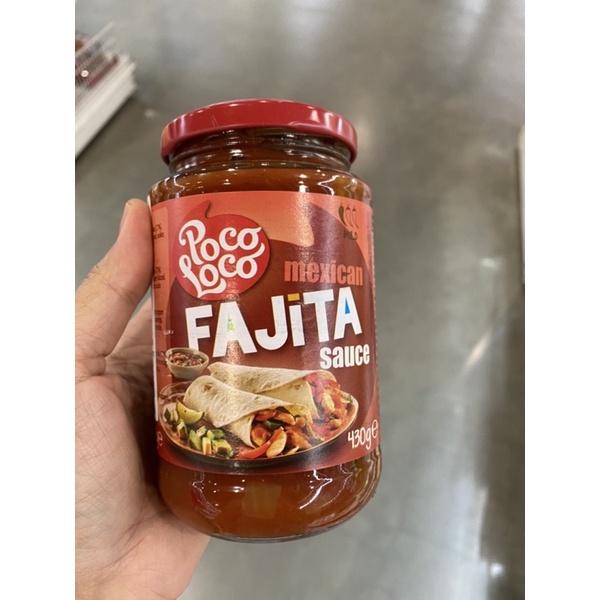 Poco
Loco
mexican
FAJiTA
sauce
430g e